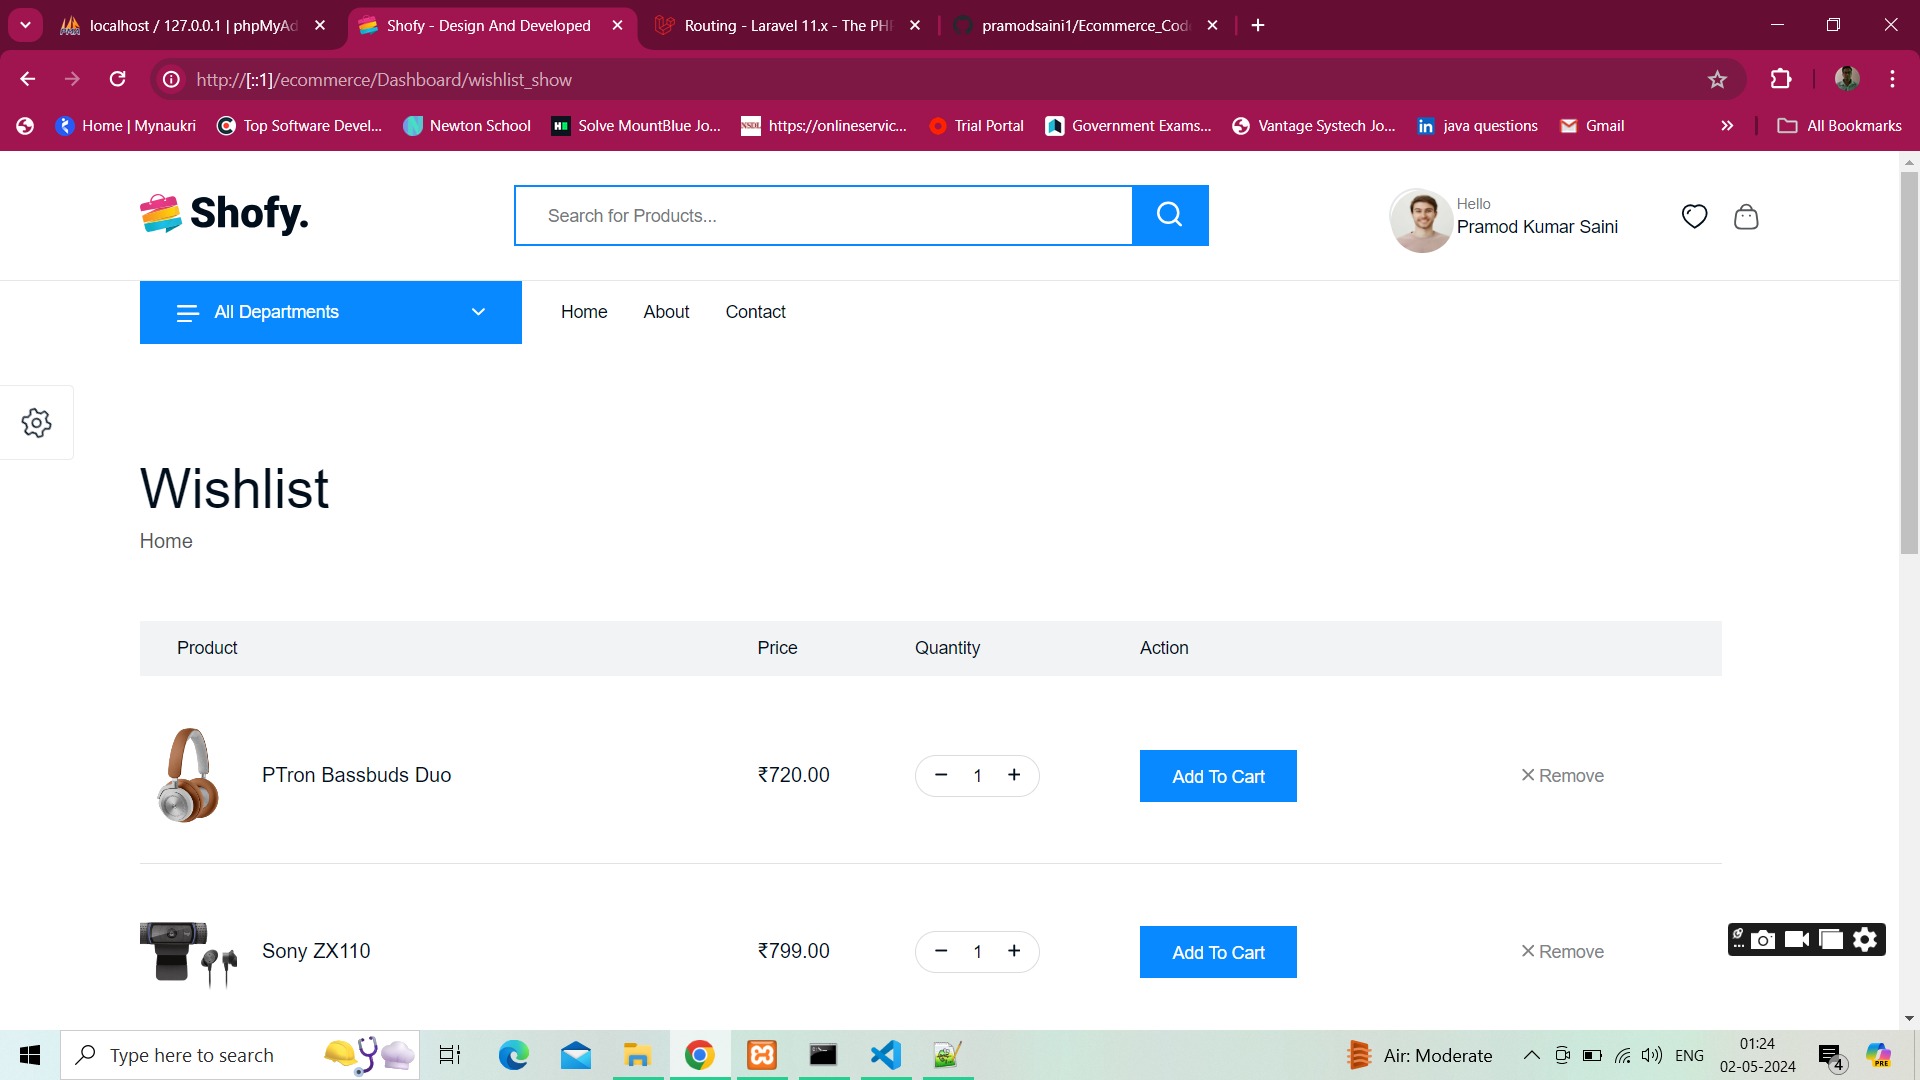 localhost / 127.0.0.1 | phpMyAd
Shofy - Design And Developed
Routing - Laravel 11.x - The PH
pramodsaini1/Ecommerce_Cod
http://[::1]/ecommerce/Dashboard/wishlist_show
Home | Mynaukri
Top Software Devel...
Newton School
Solve MountBlue Jo...
NSDL
https://onlineservic...
Trial Portal
Government Exams...
Vantage Systech Jo...
java questions
Gmail
All Bookmarks
Shofy.
Search for Products...
Hello
Pramod Kumar Saini
All Departments
Home
About
Contact
Wishlist
Home
Product Price Quantity Action
PTron Bassbuds Duo ₹720.00 − 1 + Add To Cart × Remove
Sony ZX110 ₹799.00 − 1 + Add To Cart × Remove
Type here to search
Air: Moderate
ENG
01:24
02-05-2024
4
PRE